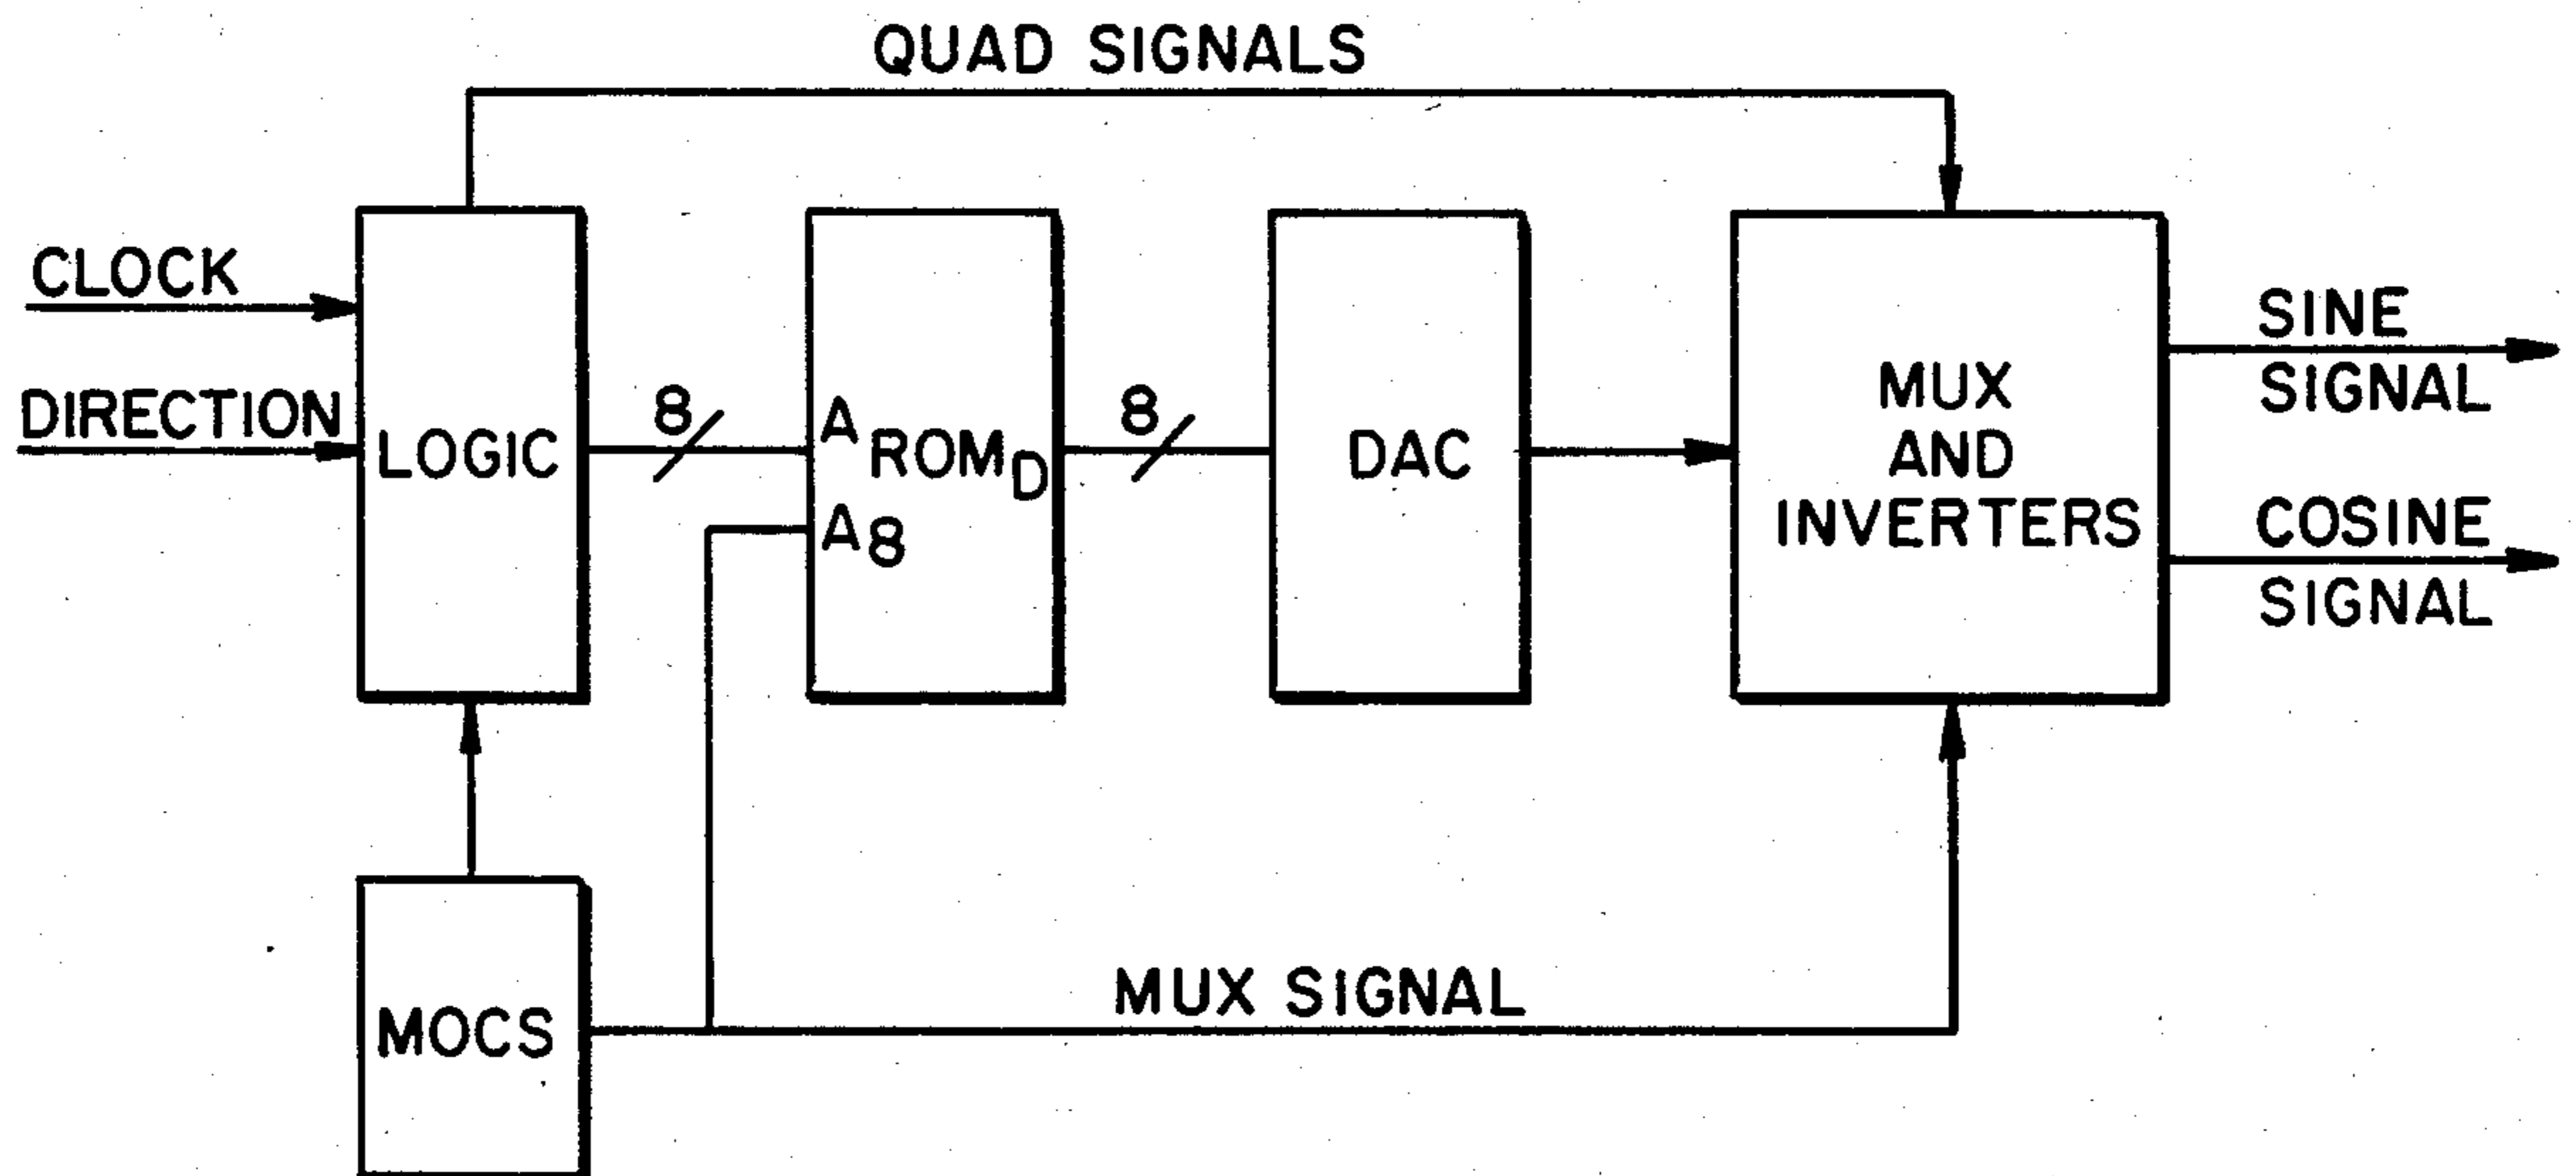 QUAD SIGNALS
CLOCK
DIRECTION
LOGIC
8
A ROM D
A8
8
DAC
MUX
AND
INVERTERS
SINE
SIGNAL
COSINE
SIGNAL
MOCS
MUX SIGNAL